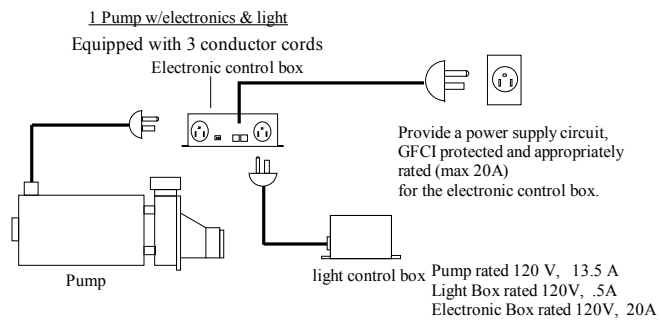 1 Pump w/electronics & light
Equipped with 3 conductor cords
Electronic control box
Provide a power supply circuit,
GFCI protected and appropriately
rated (max 20A)
for the electronic control box.
Pump
light control box
Pump rated 120 V, 13.5 A
Light Box rated 120V, .5A
Electronic Box rated 120V, 20A